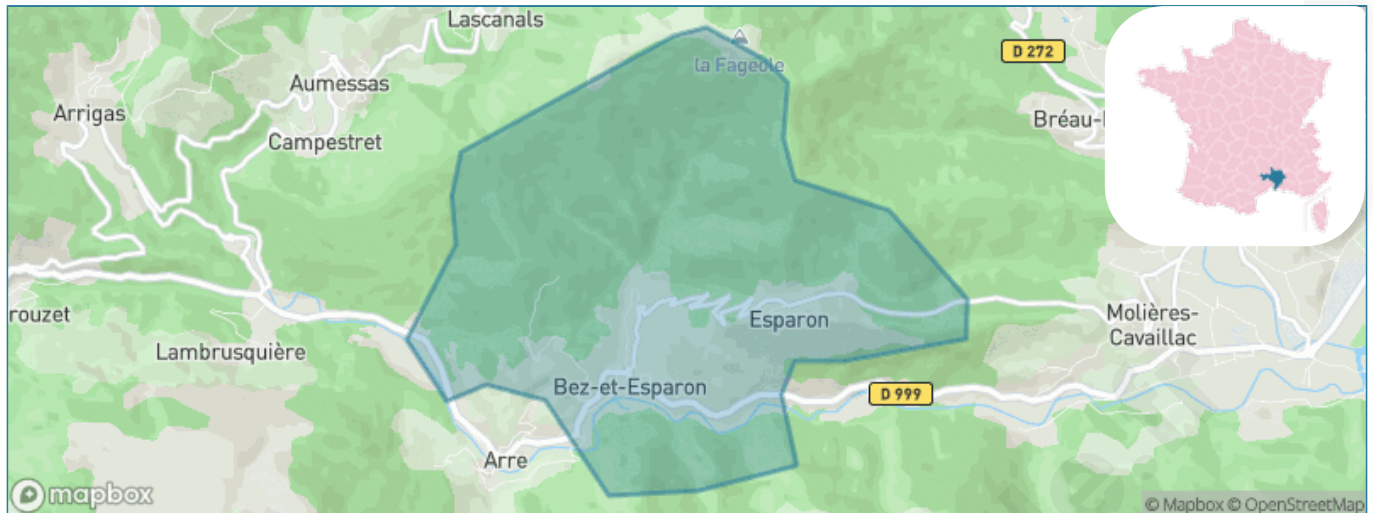 Lascanals
la Fageole
D 272
Aumessas
Arrigas
Bréau-
Campestret
rouzet
Molières-
Cavaillac
Esparon
Lambrusquière
Bez-et-Esparon
D 999
Arre
mapbox
© Mapbox © OpenStreetMap